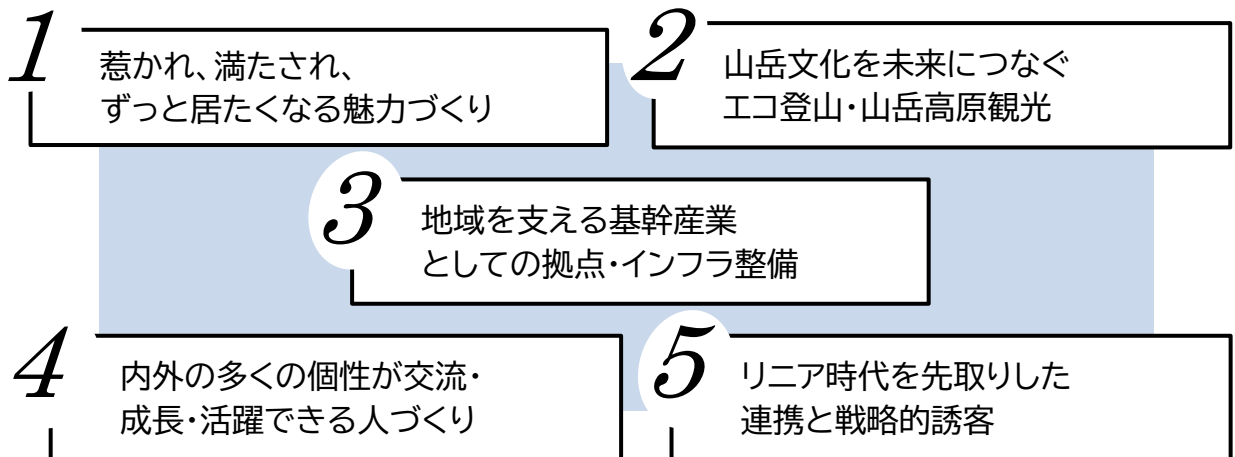 1
惹かれ、満たされ、
ずっと居たくなる魅力づくり
2
山岳文化を未来につなぐ
エコ登山・山岳高原観光
3
地域を支える基幹産業
としての拠点・インフラ整備
4
内外の多くの個性が交流・
成長・活躍できる人づくり
5
リニア時代を先取りした
連携と戦略的誘客